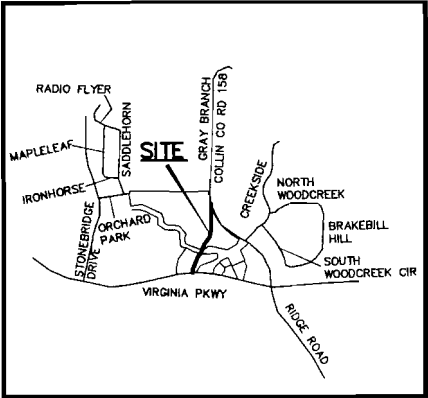 RADIO FLYER
MAPLELEAF
SADDLEHORN
SITE
GRAY BRANCH
COLLIN CO RD 158
CREEKSIDE
NORTH
WOODCREEK
IRONHORSE
ORCHARD
PARK
STONEBRIDGE
DRIVE
BRAKEBILL
HILL
SOUTH
WOODCREEK CIR
VIRGINIA PKWY
RIDGE ROAD